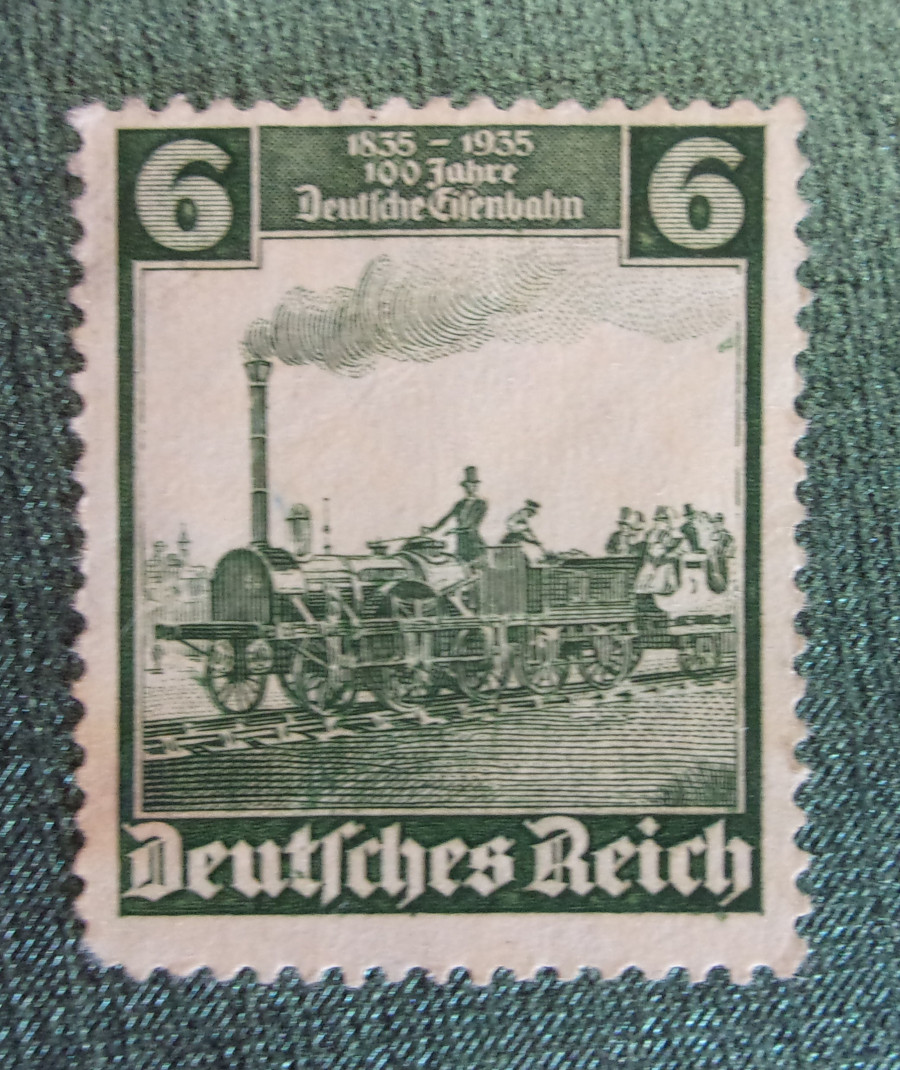 6 1835 – 1935 6
100 Jahre
Deutsche Eisenbahn
Deutsches Reich